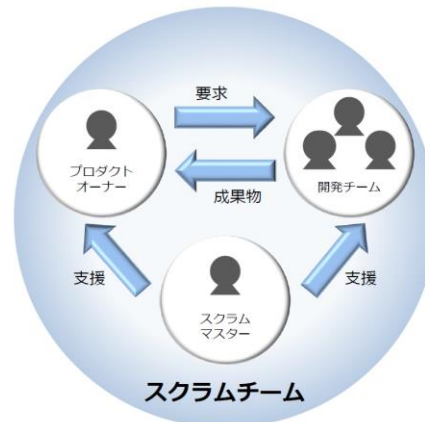 要求
プロダクト
オーナー
開発チーム
成果物
支援
支援
スクラム
マスター
スクラムチーム